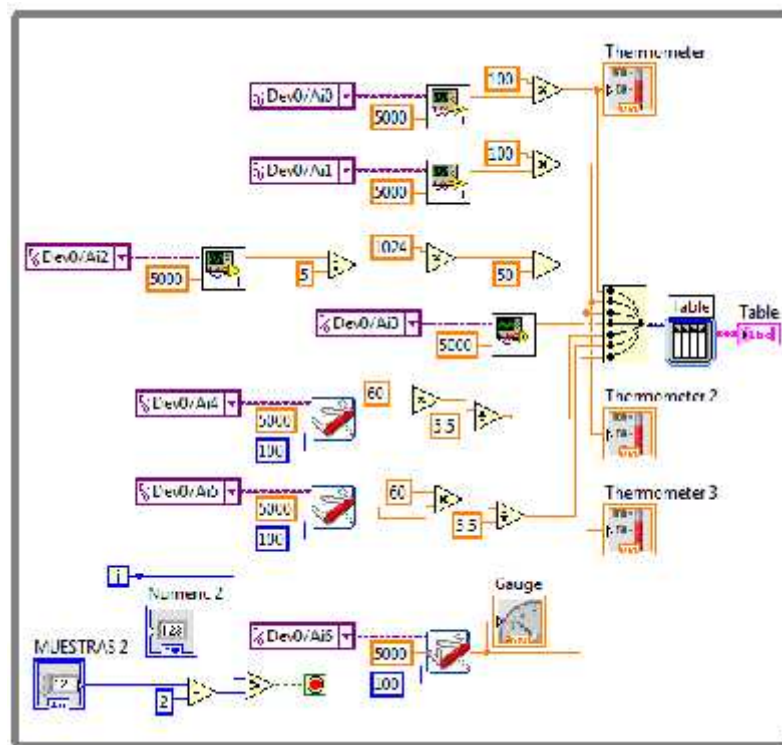 Thermometer
100
Dev0/Ai0
5000
100
Dev0/Ai1
5000
1024
Dev0/Ai2
5
50
5000
Table
Table
Dev0/Ai3
5000
Dev0/Ai4
60
Thermometer 2
5000
3.5
100
Dev0/Ai5
60
Thermometer 3
5000
3.5
100
i
Numeric 2
Gauge
123
Dev0/Ai6
MUESTRAS 2
5000
12
100
2